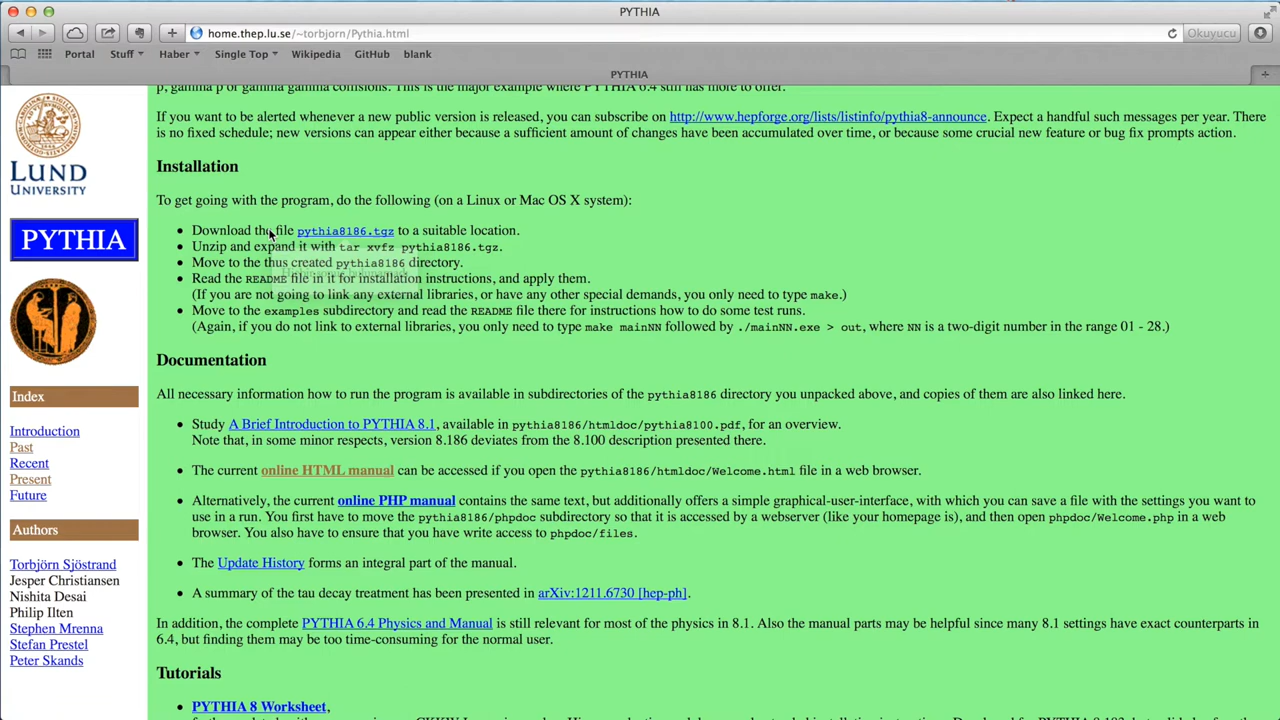 PYTHIA
home.thep.lu.se/~torbjorn/Pythia.html
Okuyucu
Portal Stuff Haber Single Top Wikipedia GitHub blank
PYTHIA
p, gamma p or gamma gamma collisions. This is the major example where PYTHIA 6.4 still has more to offer.
If you want to be alerted whenever a new public version is released, you can subscribe on http://www.hepforge.org/lists/listinfo/pythia8-announce. Expect a handful such messages per year. There
is no fixed schedule; new versions can appear either because a sufficient amount of changes have been accumulated over time, or because some crucial new feature or bug fix prompts action.
Installation
To get going with the program, do the following (on a Linux or Mac OS X system):
• Download the file pythia8186.tgz to a suitable location.
• Unzip and expand it with tar xvfz pythia8186.tgz.
• Move to the thus created pythia8186 directory.
• Read the README file in it for installation instructions, and apply them.
(If you are not going to link any external libraries, or have any other special demands, you only need to type make.)
• Move to the examples subdirectory and read the README file there for instructions how to do some test runs.
(Again, if you do not link to external libraries, you only need to type make mainNN followed by ./mainNN.exe > out, where NN is a two-digit number in the range 01 - 28.)
Documentation
All necessary information how to run the program is available in subdirectories of the pythia8186 directory you unpacked above, and copies of them are also linked here.
• Study A Brief Introduction to PYTHIA 8.1, available in pythia8186/htmldoc/pythia8100.pdf, for an overview.
Note that, in some minor respects, version 8.186 deviates from the 8.100 description presented there.
• The current online HTML manual can be accessed if you open the pythia8186/htmldoc/Welcome.html file in a web browser.
• Alternatively, the current online PHP manual contains the same text, but additionally offers a simple graphical-user-interface, with which you can save a file with the settings you want to
use in a run. You first have to move the pythia8186/phpdoc subdirectory so that it is accessed by a webserver (like your homepage is), and then open phpdoc/Welcome.php in a web
browser. You also have to ensure that you have write access to phpdoc/files.
• The Update History forms an integral part of the manual.
• A summary of the tau decay treatment has been presented in arXiv:1211.6730 [hep-ph].
In addition, the complete PYTHIA 6.4 Physics and Manual is still relevant for most of the physics in 8.1. Also the manual parts may be helpful since many 8.1 settings have exact counterparts in
6.4, but finding them may be too time-consuming for the normal user.
Tutorials
• PYTHIA 8 Worksheet,
LUND
UNIVERSITY
PYTHIA
Index
Introduction
Past
Recent
Present
Future
Authors
Torbjörn Sjöstrand
Jesper Christiansen
Nishita Desai
Philip Ilten
Stephen Mrenna
Stefan Prestel
Peter Skands